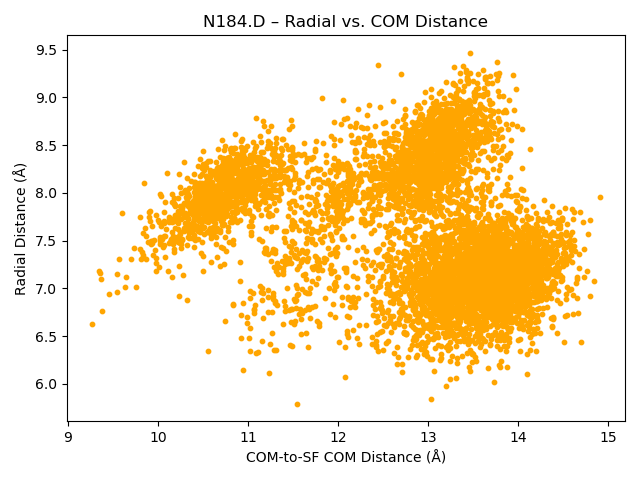 N184.D – Radial vs. COM Distance
9.5
9.0
8.5
8.0
7.5
7.0
6.5
6.0
Radial Distance (Å)
9 10 11 12 13 14 15
COM-to-SF COM Distance (Å)